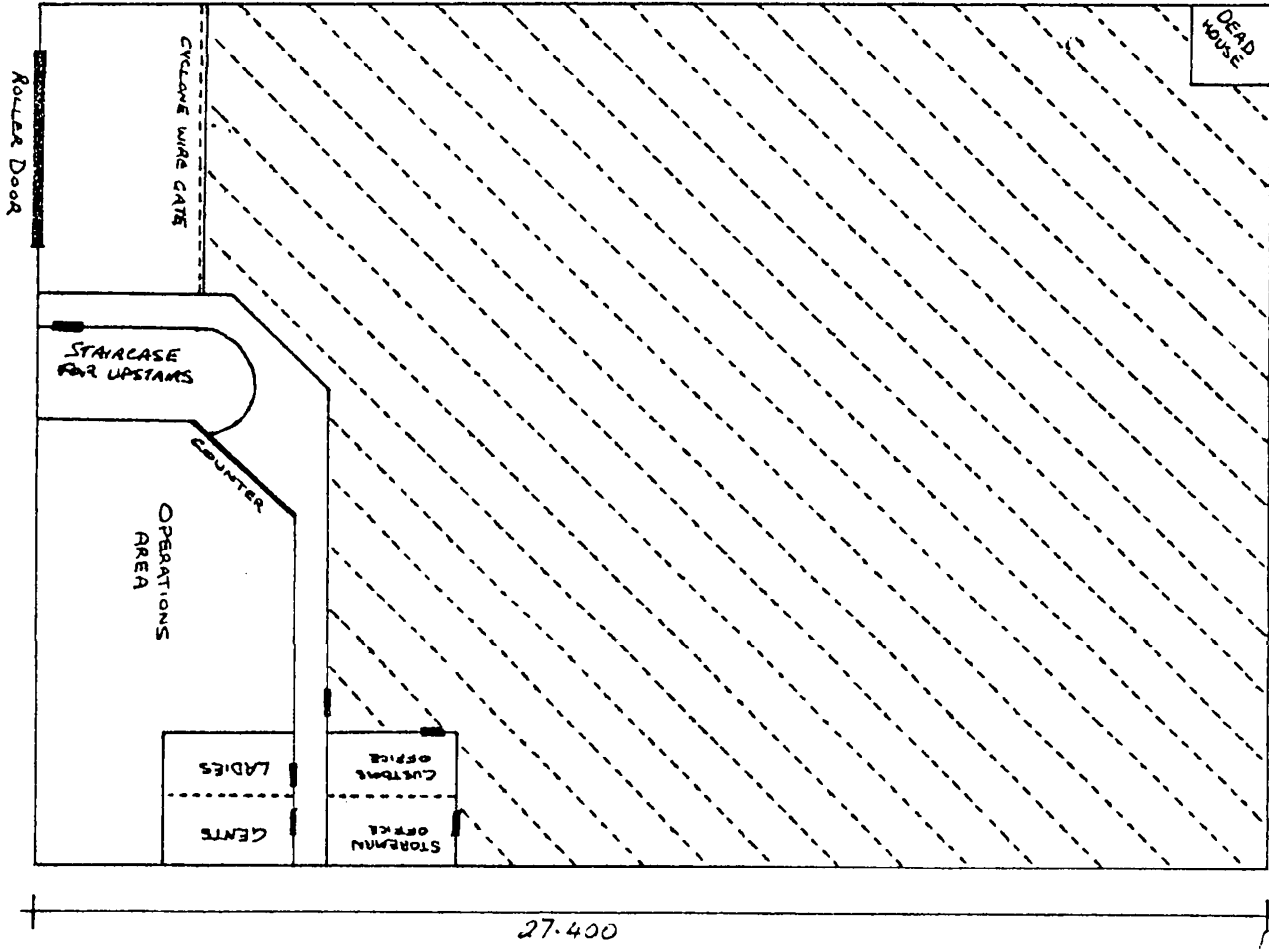 DEAD
HOUSE
ROLLER DOOR
CYCLONE WIRE GATE
STAIRCASE
FOR UPSTAIRS
COUNTER
OPERATIONS
AREA
LADIES
GENTS
CUSTOMS
OFFICE
STOREMAN
OFFICE
27.400